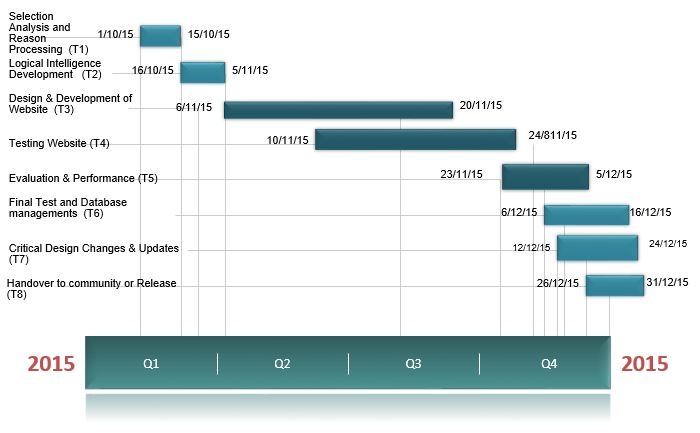 Selection
Analysis and
Reason
Processing (T1) 1/10/15 15/10/15
Logical Intelligence
Development (T2) 16/10/15 5/11/15
Design & Development of
Website (T3) 6/11/15 20/11/15
Testing Website (T4) 10/11/15 24/811/15
Evaluation & Performance (T5) 23/11/15 5/12/15
Final Test and Database
managements (T6) 6/12/15 16/12/15
Critical Design Changes & Updates
(T7) 12/12/15 24/12/15
Handover to community or Release
(T8) 26/12/15 31/12/15
2015 Q1 Q2 Q3 Q4 2015